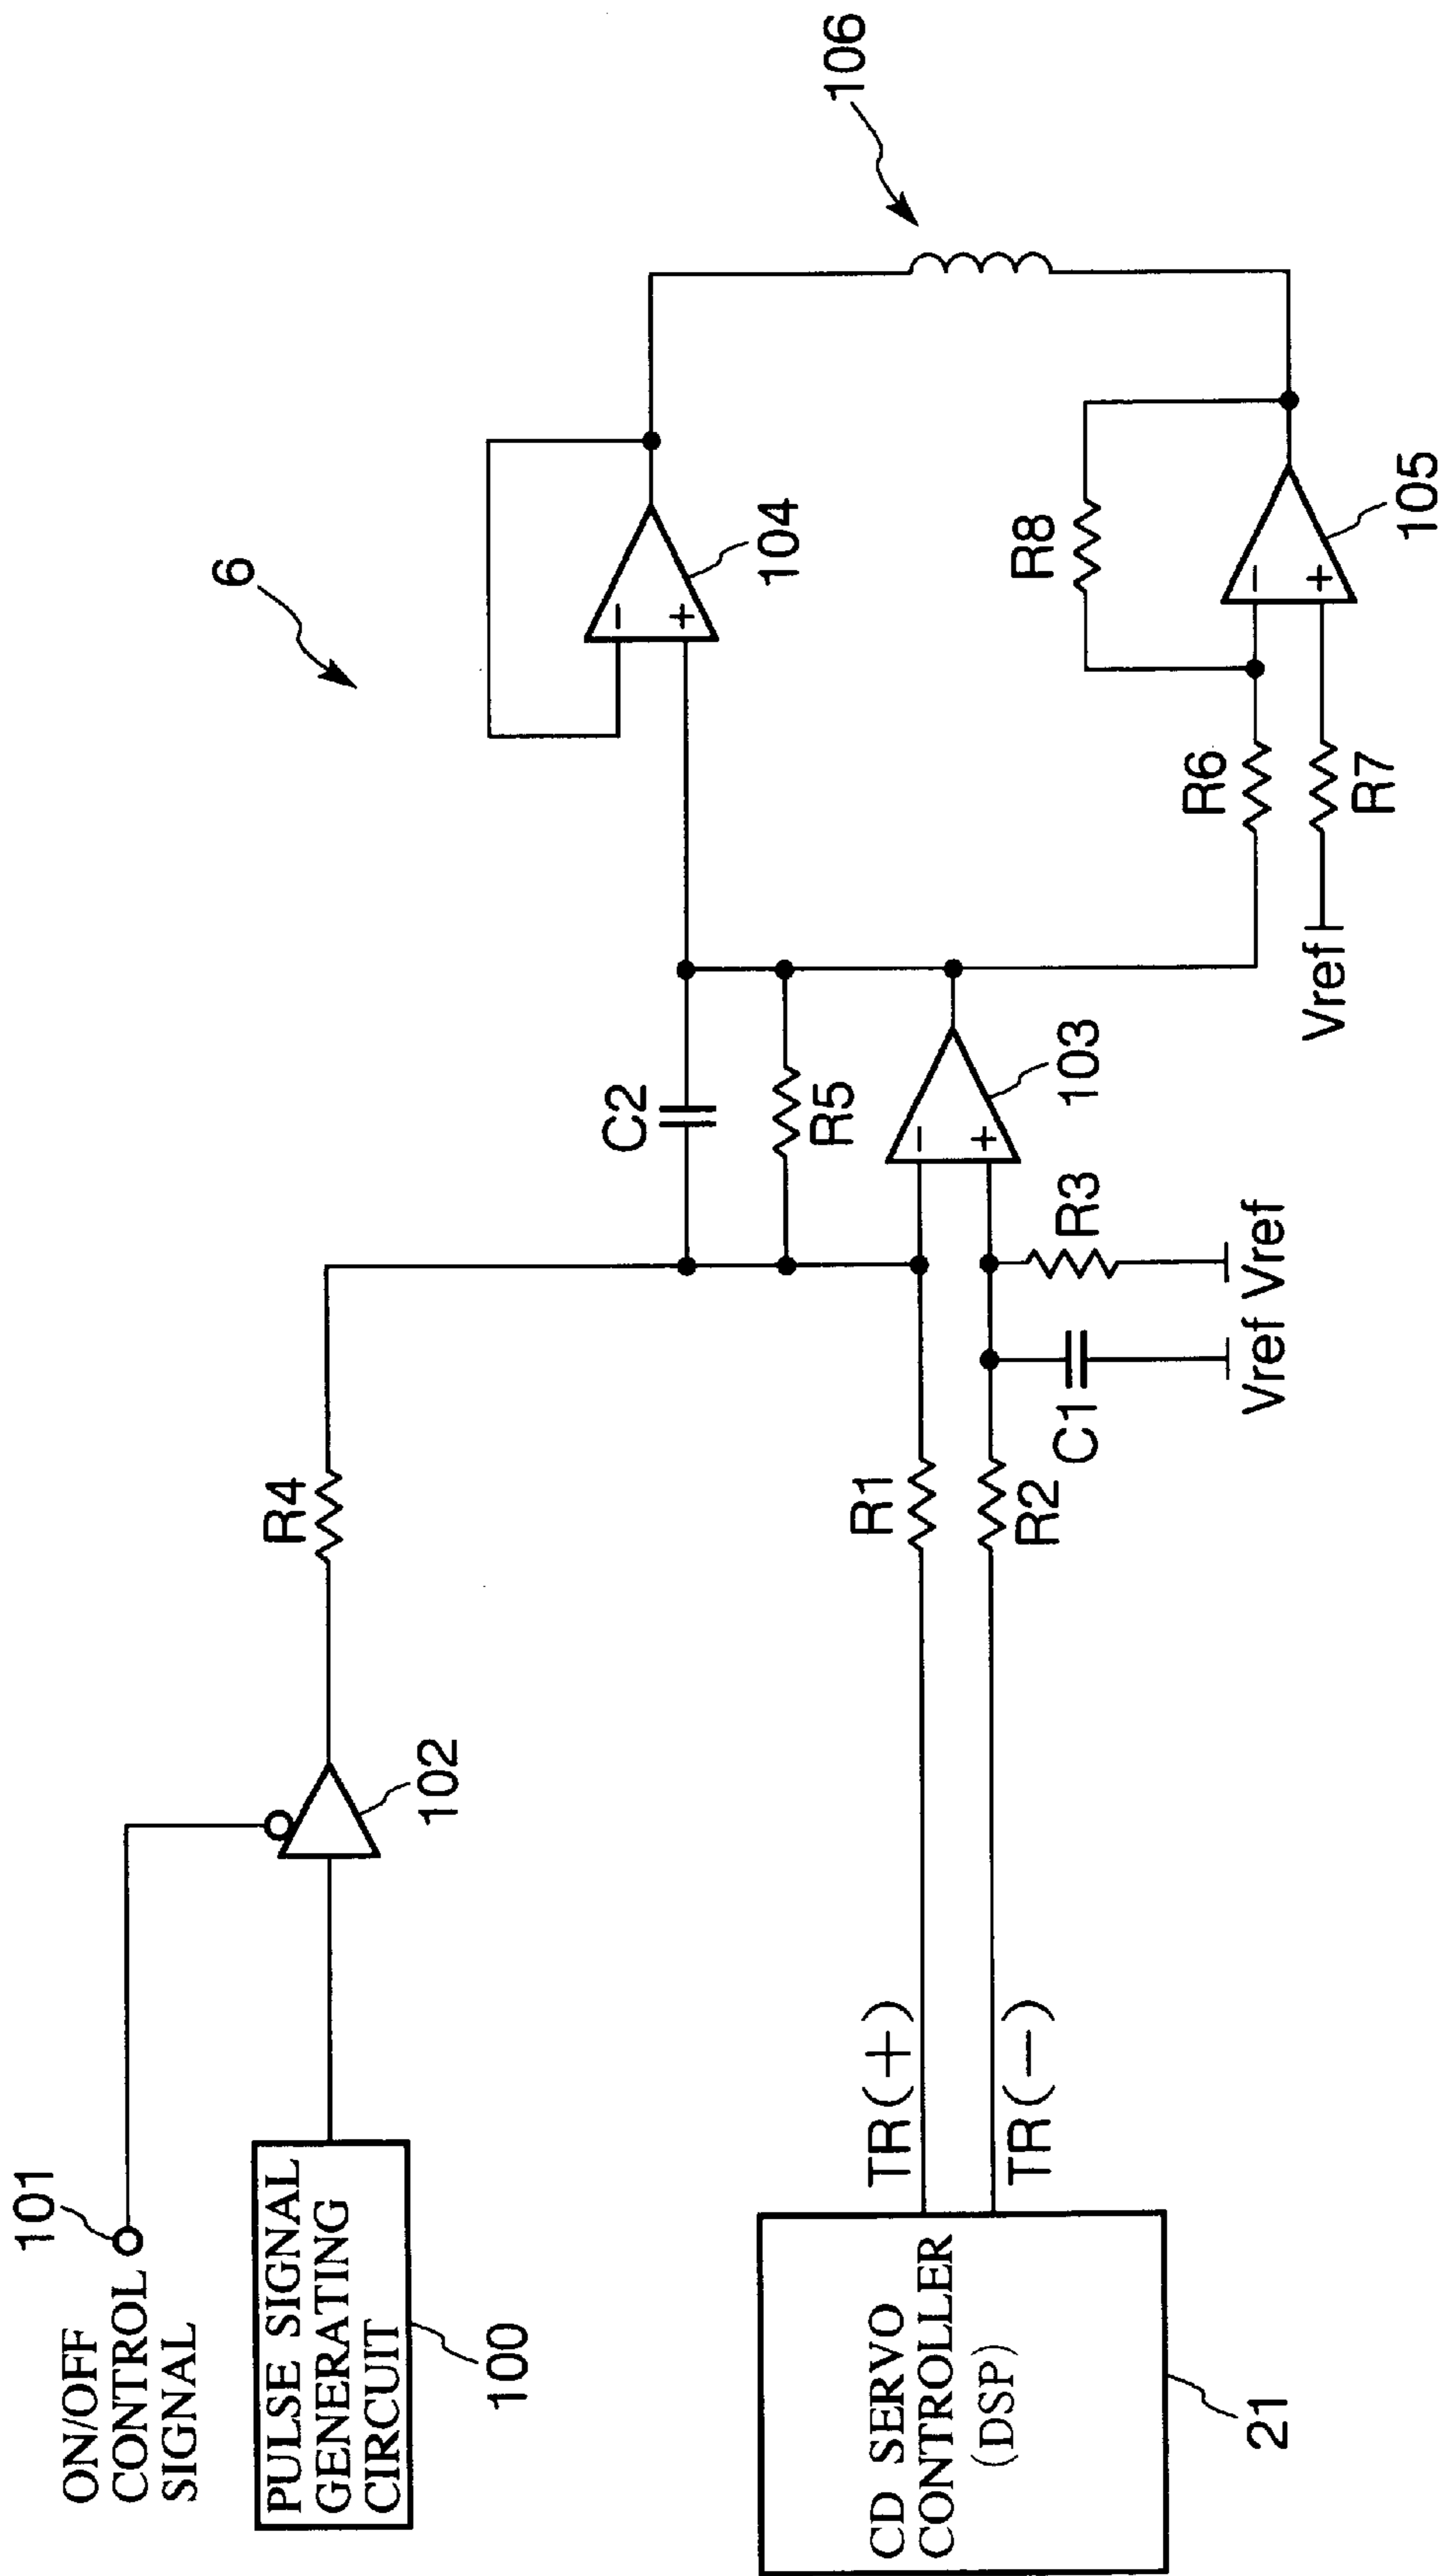 ON/OFF
CONTROL
SIGNAL
101
PULSE SIGNAL
GENERATING
CIRCUIT
100
102
R4
6
C2
R5
104
106
CD SERVO
CONTROLLER
(DSP)
21
TR(+)
TR(−)
R1
R2
C1
R3
Vref
Vref
−
+
103
−
+
R6
R7
Vref
R8
−
+
105